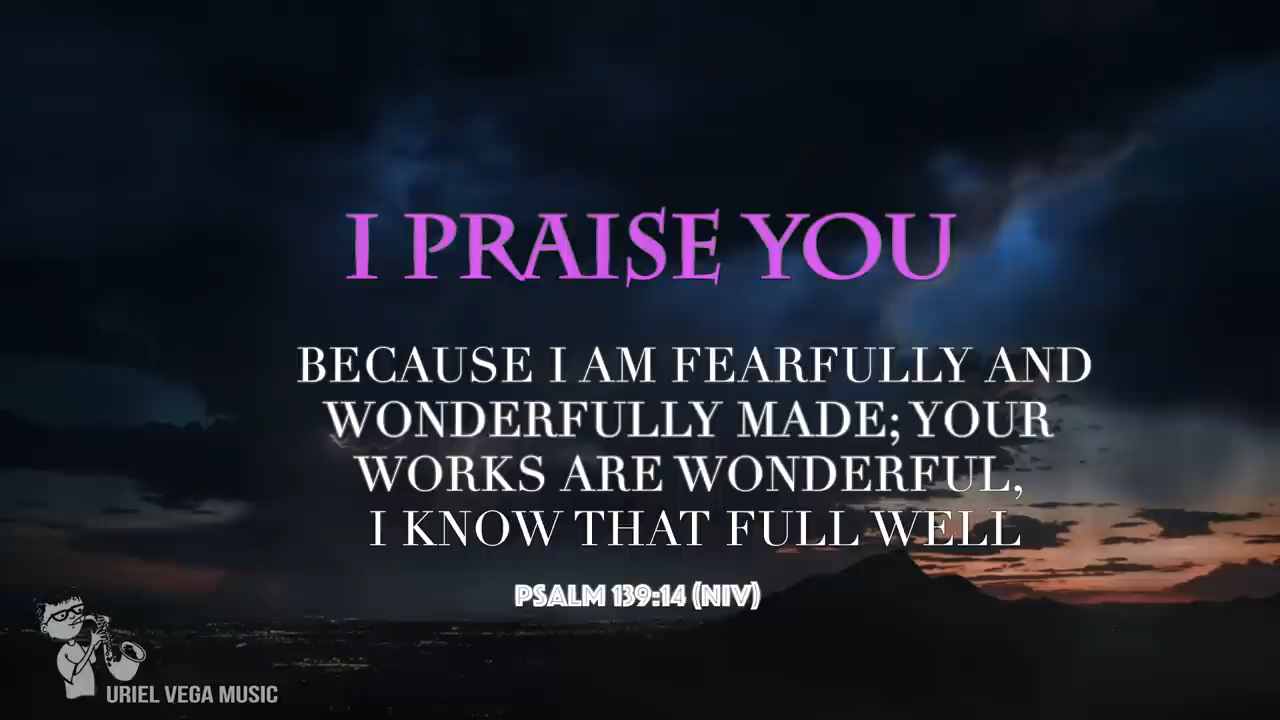 I PRAISE YOU
BECAUSE I AM FEARFULLY AND
WONDERFULLY MADE; YOUR
WORKS ARE WONDERFUL,
I KNOW THAT FULL WELL
PSALM 139:14 (NIV)
URIEL VEGA MUSIC